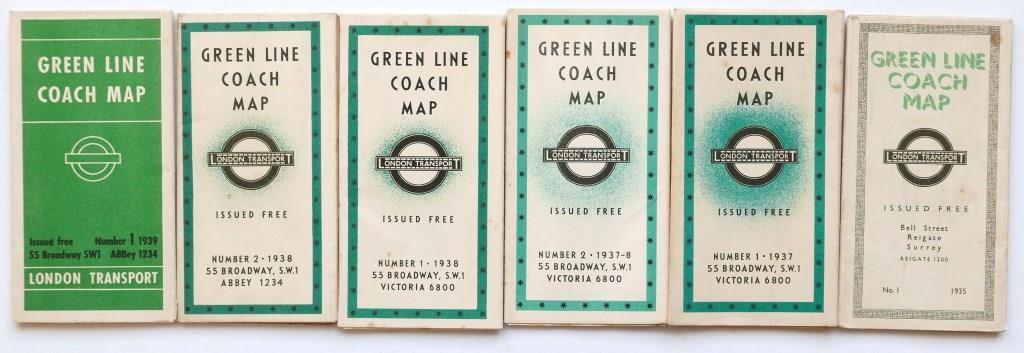 GREEN LINE
COACH MAP
Issued free Number 1 1939
55 Broadway SW1 ABBey 1234
LONDON TRANSPORT
GREEN LINE
COACH
MAP
LONDON TRANSPORT
ISSUED FREE
NUMBER 2 · 1938
55 BROADWAY, S.W.1
ABBEY 1234
GREEN LINE
COACH
MAP
LONDON TRANSPORT
ISSUED FREE
NUMBER 1 · 1938
55 BROADWAY, S.W.1
VICTORIA 6800
GREEN LINE
COACH
MAP
LONDON TRANSPORT
ISSUED FREE
NUMBER 2 · 1937-8
55 BROADWAY, S.W.1
VICTORIA 6800
GREEN LINE
COACH
MAP
LONDON TRANSPORT
ISSUED FREE
NUMBER 1 · 1937
55 BROADWAY, S.W.1
VICTORIA 6800
GREEN LINE
COACH
MAP
LONDON TRANSPORT
ISSUED FREE
Bell Street
Reigate
Surrey
REIGATE 1200
No. 1 1935